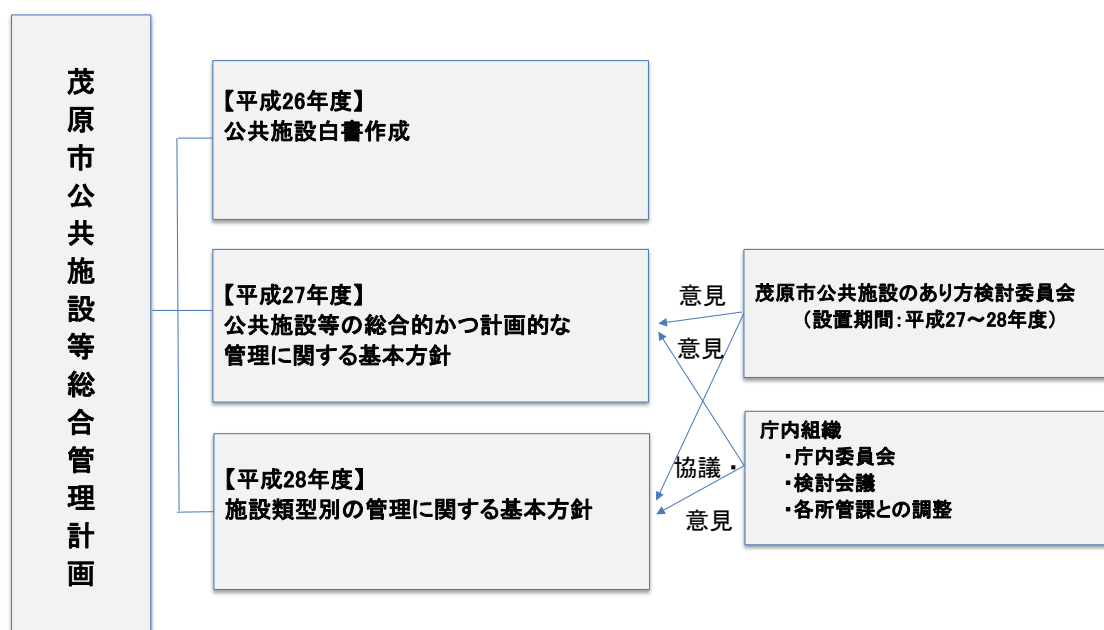 茂原市公共施設等総合管理計画
【平成26年度】
公共施設白書作成
【平成27年度】
公共施設等の総合的かつ計画的な
管理に関する基本方針
【平成28年度】
施設類型別の管理に関する基本方針
意見
意見
協議・
意見
茂原市公共施設のあり方検討委員会
（設置期間：平成27～28年度）
庁内組織
・庁内委員会
・検討会議
・各所管課との調整